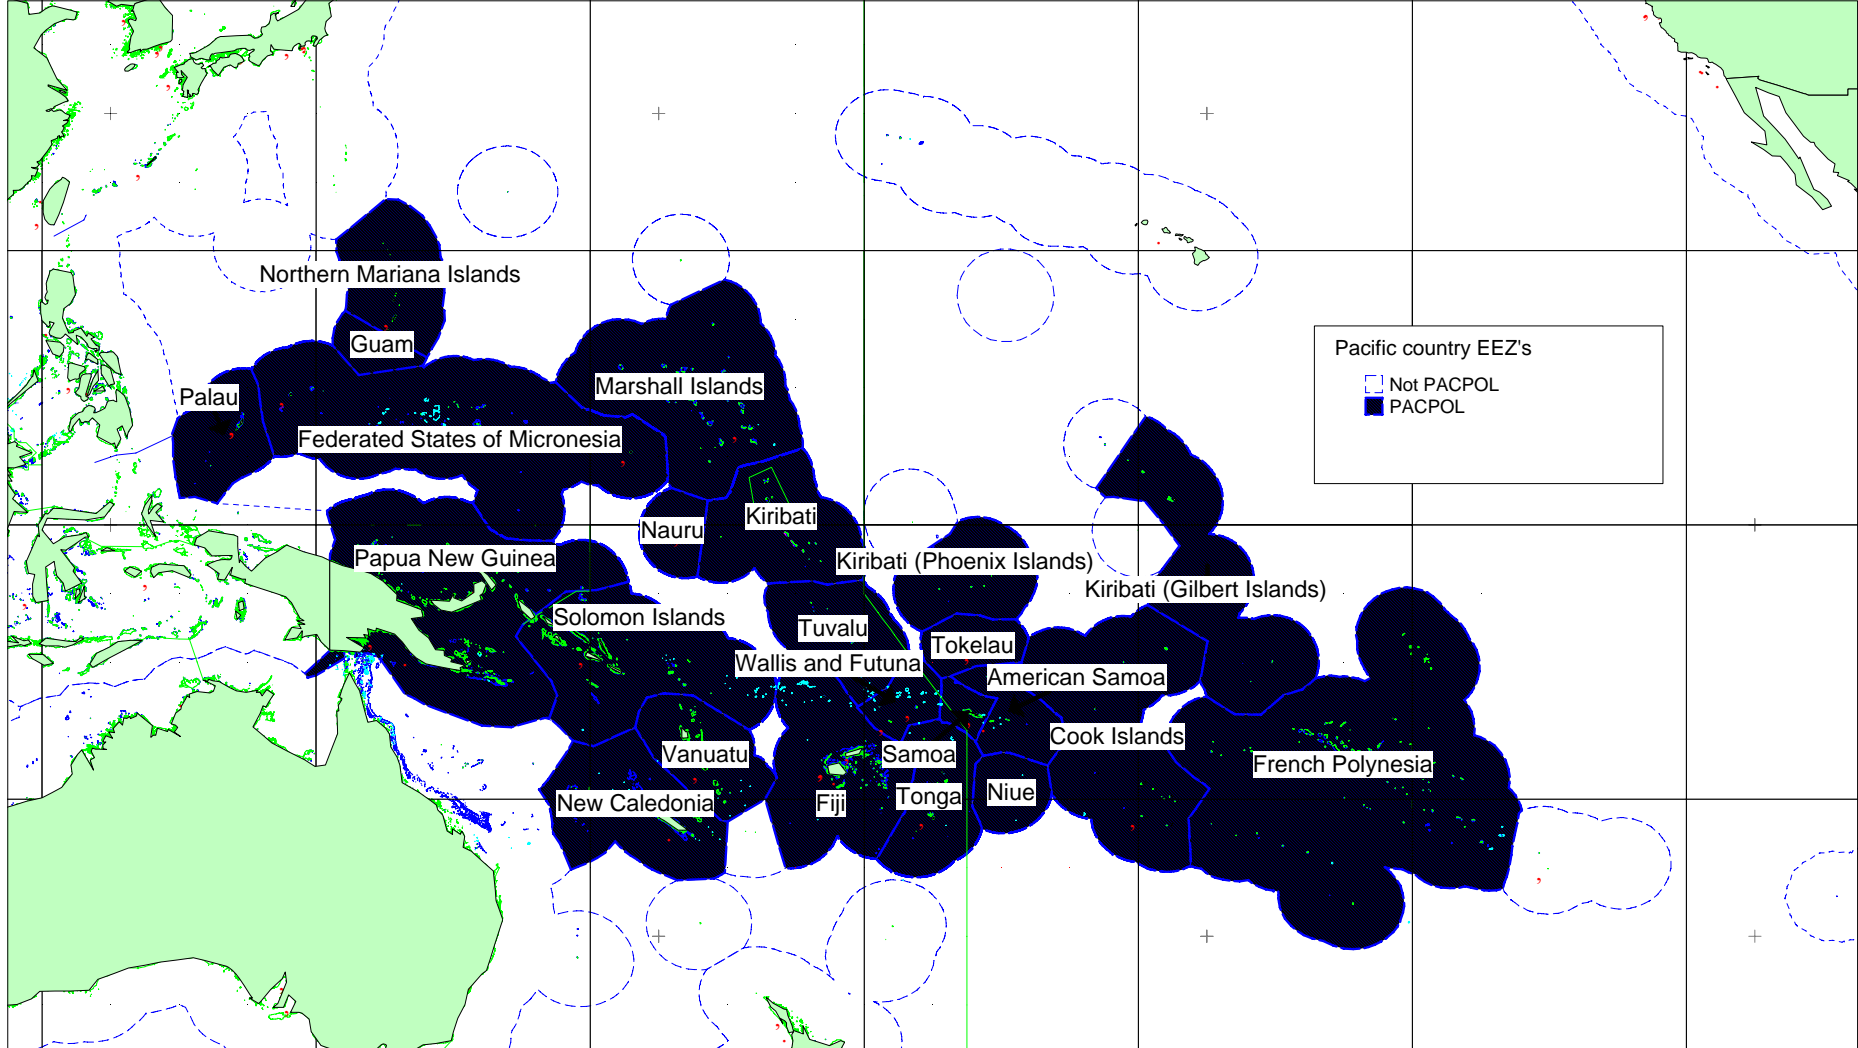 Northern Mariana Islands
Guam
Pacific country EEZ's
Not PACPOL
PACPOL
Palau
Marshall Islands
Federated States of Micronesia
Kiribati
Nauru
Papua New Guinea
Kiribati (Phoenix Islands)
Kiribati (Gilbert Islands)
Solomon Islands
Tuvalu
Tokelau
Wallis and Futuna
American Samoa
Cook Islands
Vanuatu
Samoa
French Polynesia
New Caledonia
Fiji
Tonga
Niue